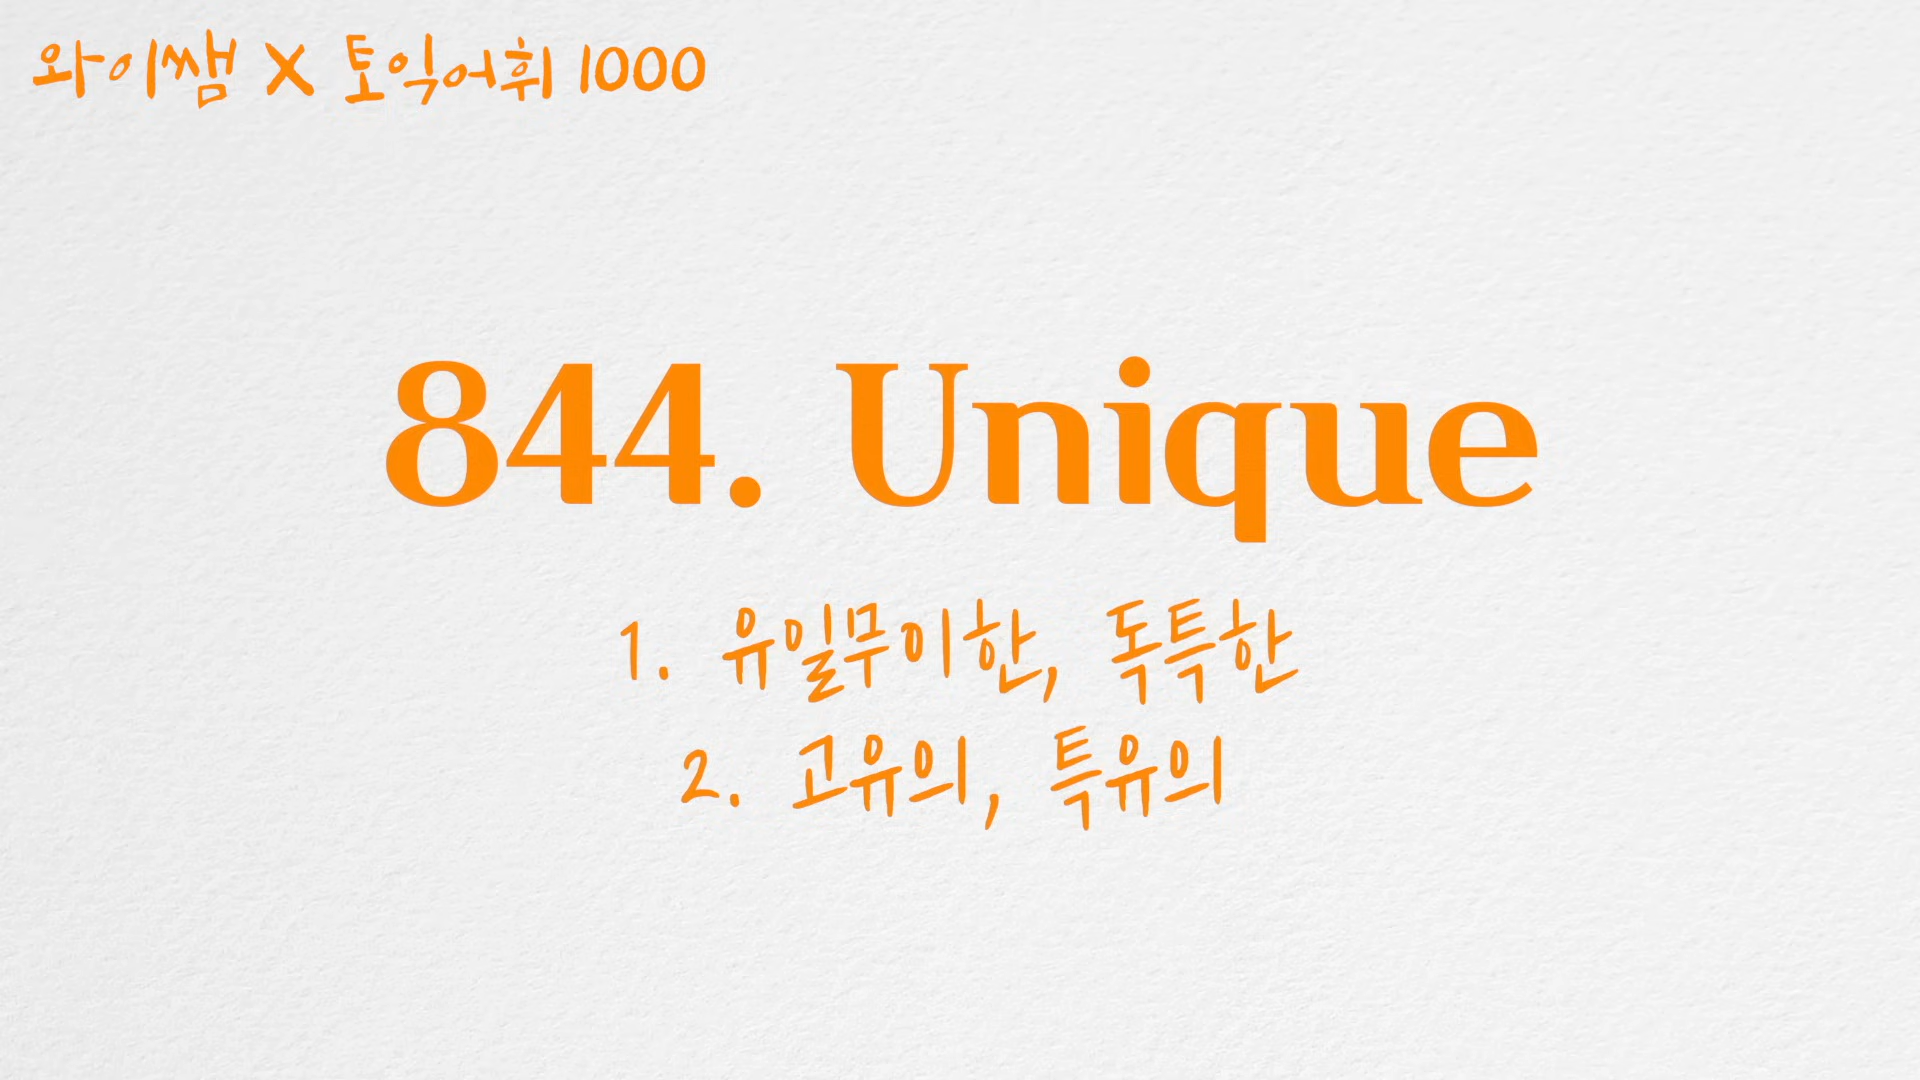 와이쌤 X 토익어휘 1000
844. Unique
1. 유일무이한, 독특한
2. 고유의, 특유의